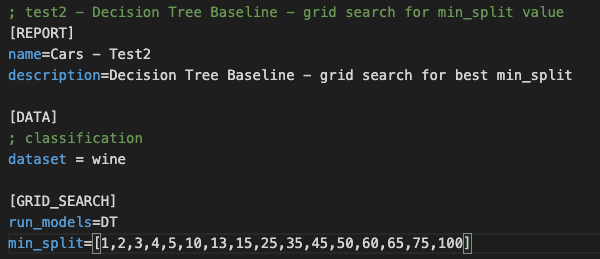 ; test2 - Decision Tree Baseline - grid search for min_split value
[REPORT]
name=Cars - Test2
description=Decision Tree Baseline - grid search for best min_split
[DATA]
; classification
dataset = wine
[GRID_SEARCH]
run_models=DT
min_split=[1,2,3,4,5,10,13,15,25,35,45,50,60,65,75,100]